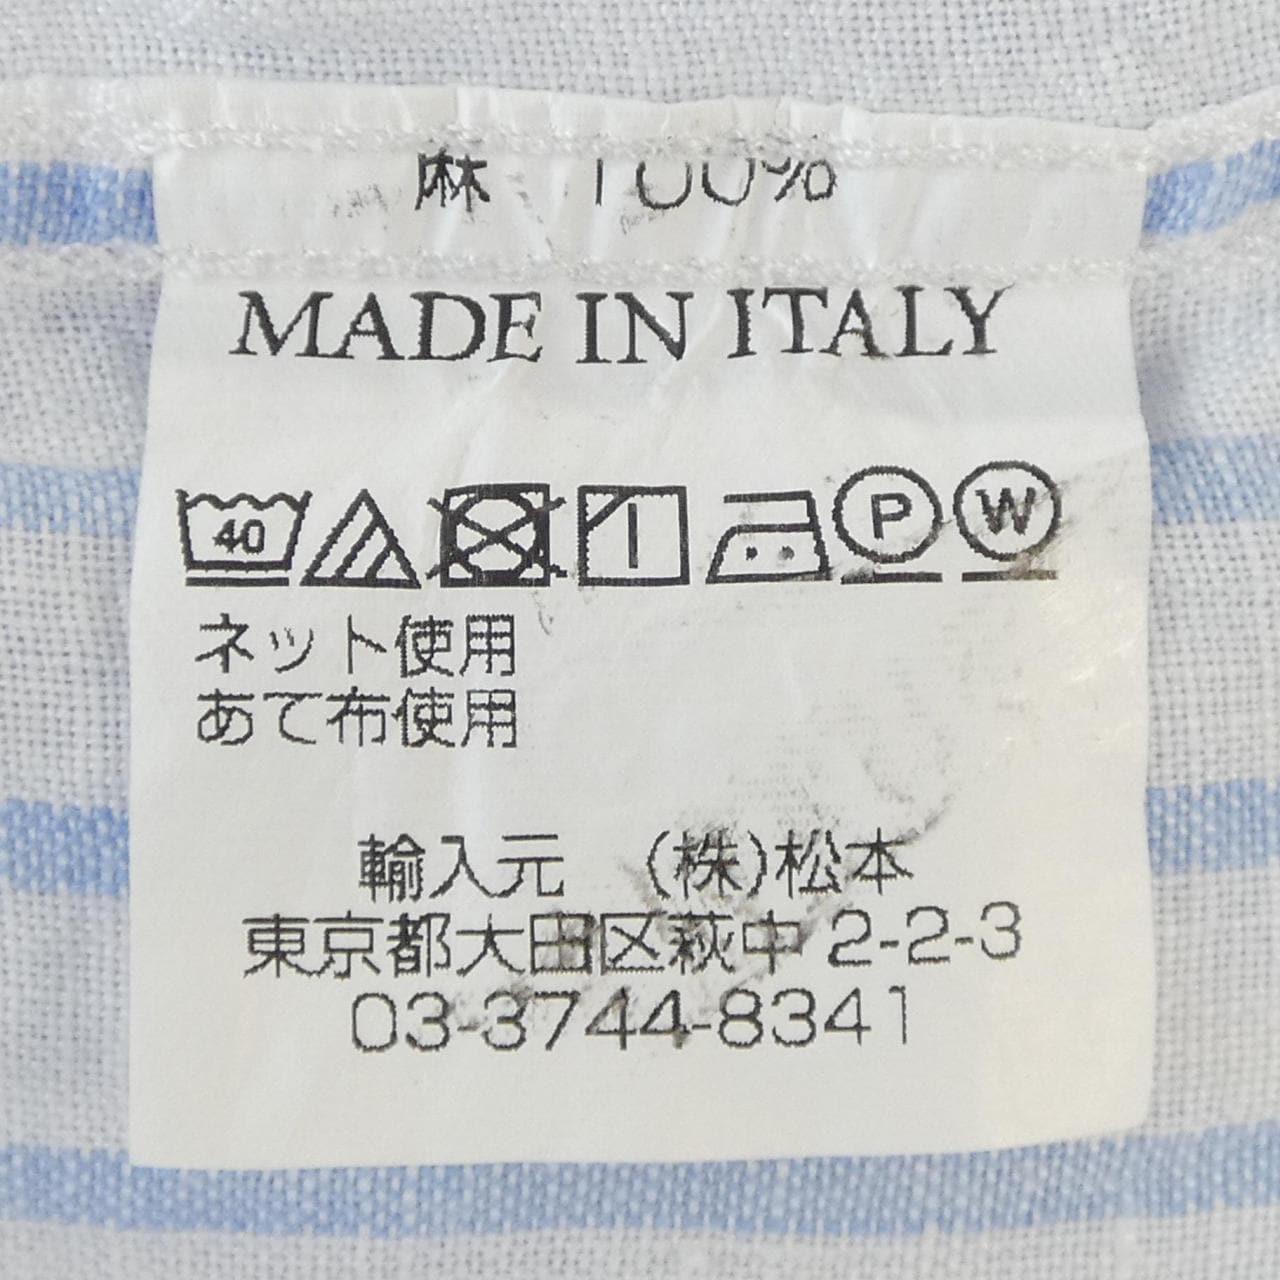 麻 100%
MADE IN ITALY
40 P W
ネット使用
あて布使用
輸入元 (株)松本
東京都大田区萩中2-2-3
03-3744-8341